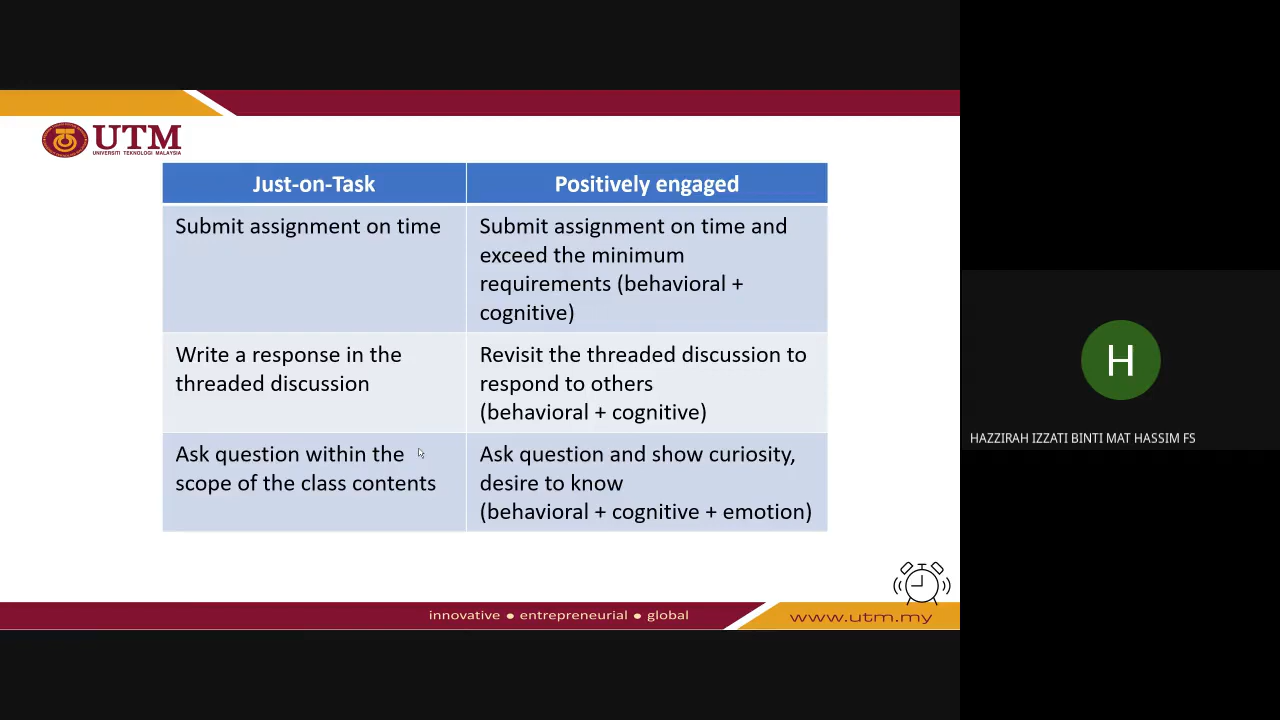 UTM
UNIVERSITI TEKNOLOGI MALAYSIA
Just-on-Task
Positively engaged
Submit assignment on time
Submit assignment on time and
exceed the minimum
requirements (behavioral +
cognitive)
Write a response in the
threaded discussion
Revisit the threaded discussion to
respond to others
(behavioral + cognitive)
Ask question within the
scope of the class contents
Ask question and show curiosity,
desire to know
(behavioral + cognitive + emotion)
innovative ● entrepreneurial ● global
www.utm.my
H
HAZZIRAH IZZATI BINTI MAT HASSIM FS